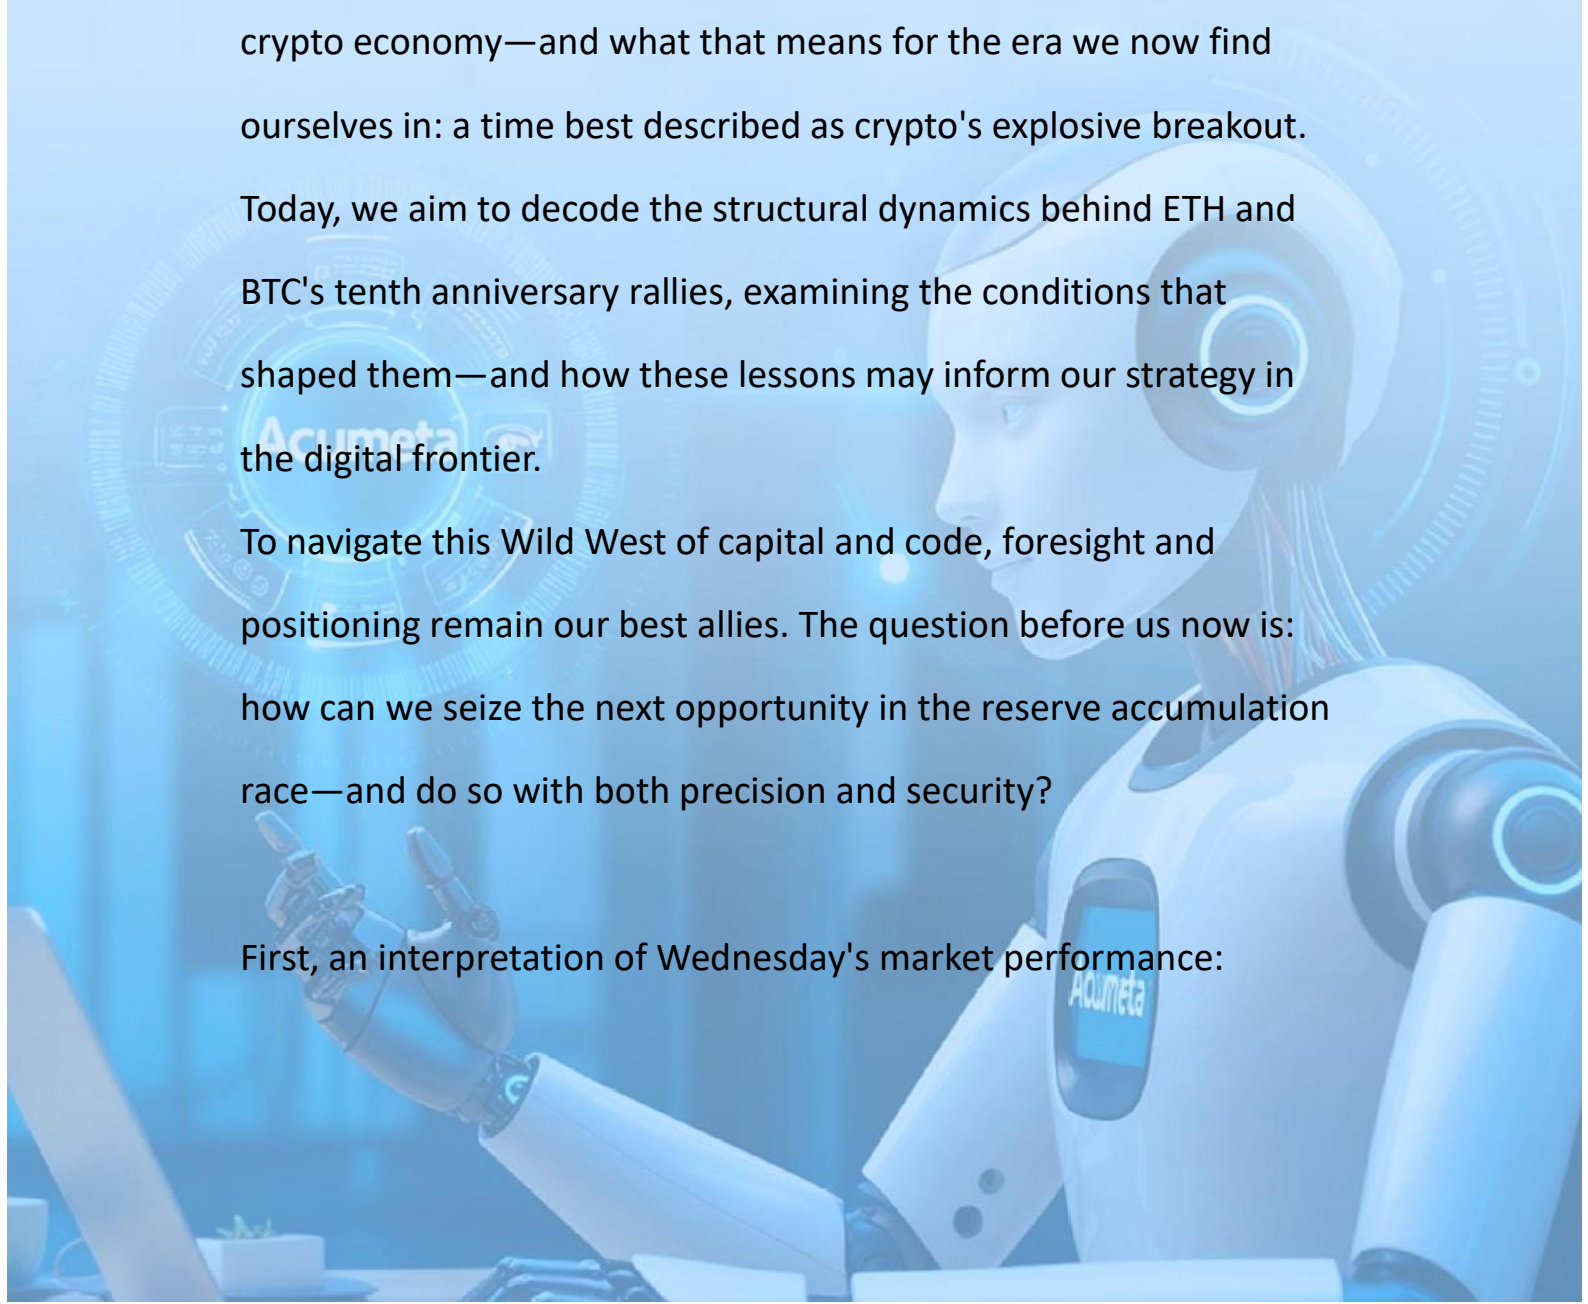 crypto economy—and what that means for the era we now find
ourselves in: a time best described as crypto's explosive breakout.
Today, we aim to decode the structural dynamics behind ETH and
BTC's tenth anniversary rallies, examining the conditions that
shaped them—and how these lessons may inform our strategy in
Acumeta
the digital frontier.
To navigate this Wild West of capital and code, foresight and
positioning remain our best allies. The question before us now is:
how can we seize the next opportunity in the reserve accumulation
race—and do so with both precision and security?
First, an interpretation of Wednesday's market performance:
Acumeta